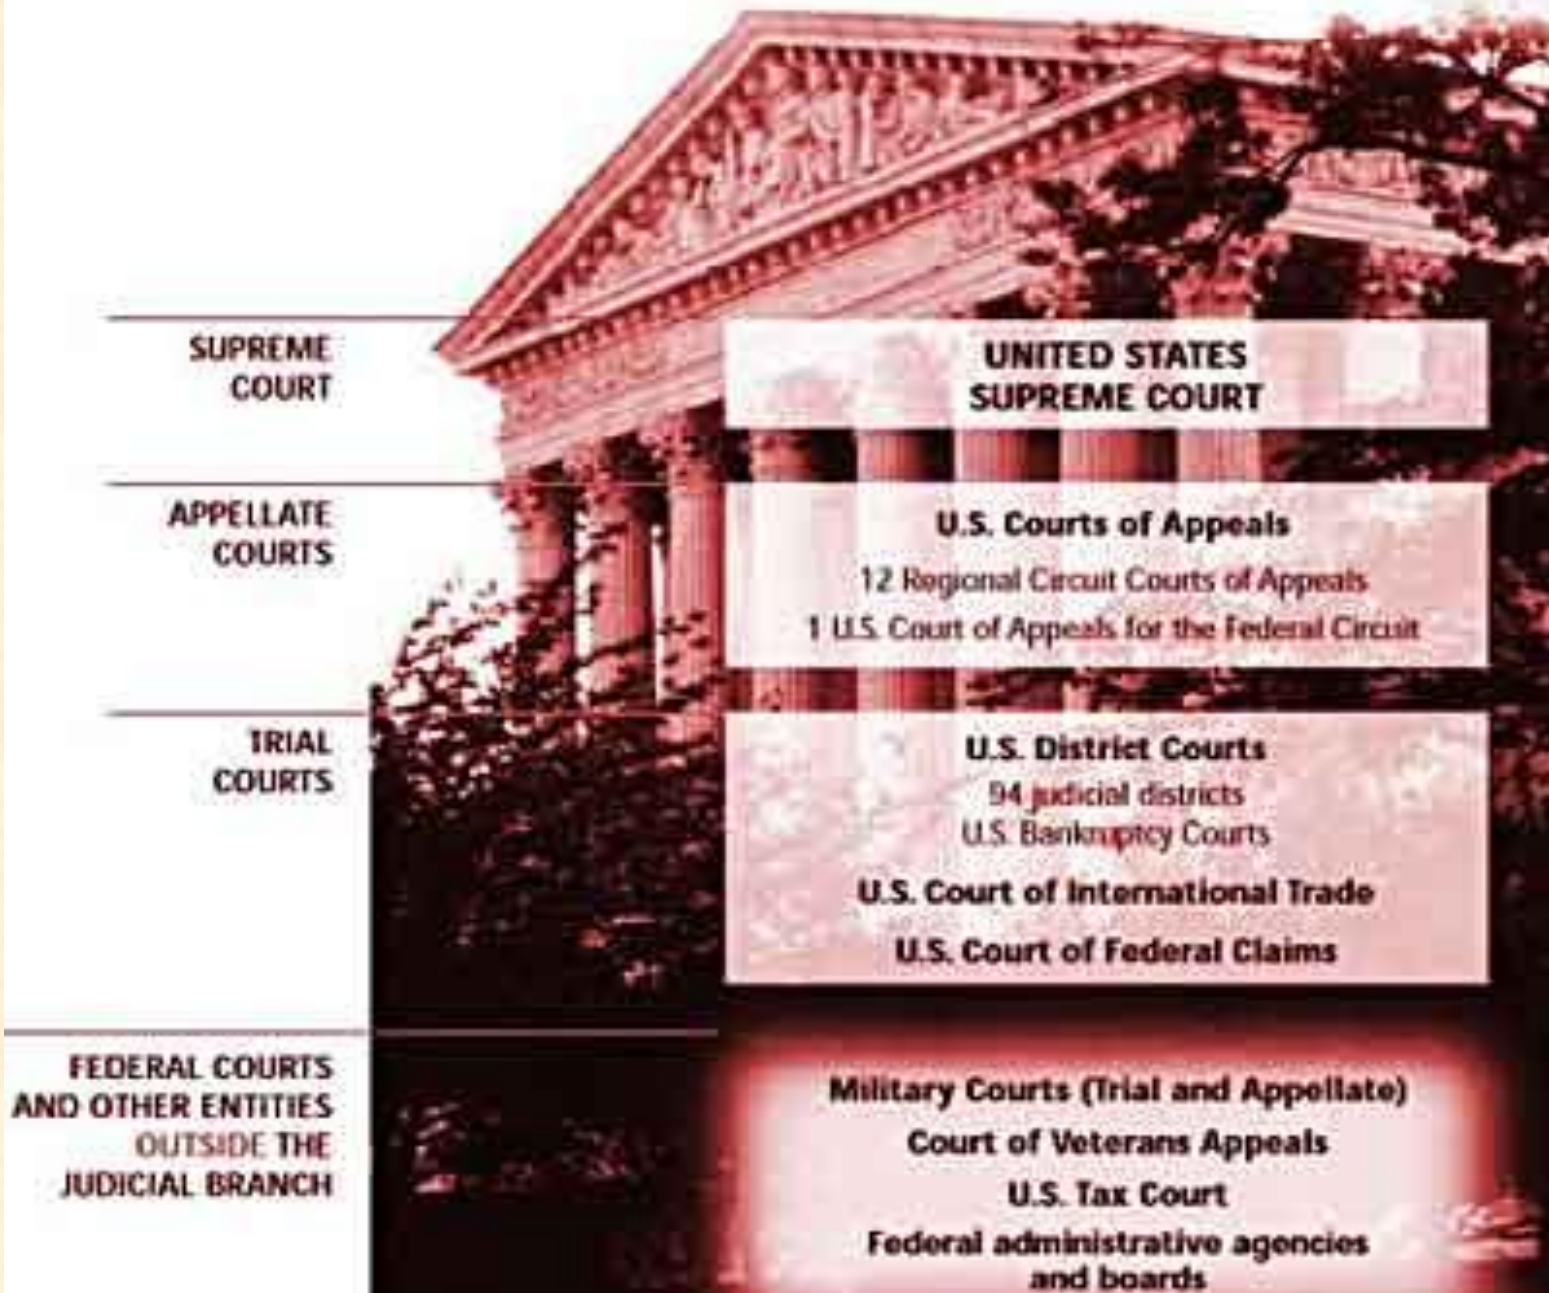 SUPREME
COURT
UNITED STATES
SUPREME COURT
APPELLATE
COURTS
U.S. Courts of Appeals
12 Regional Circuit Courts of Appeals
1 U.S. Court of Appeals for the Federal Circuit
TRIAL
COURTS
U.S. District Courts
94 judicial districts
U.S. Bankruptcy Courts
U.S. Court of International Trade
U.S. Court of Federal Claims
FEDERAL COURTS
AND OTHER ENTITIES
OUTSIDE THE
JUDICIAL BRANCH
Military Courts (Trial and Appellate)
Court of Veterans Appeals
U.S. Tax Court
Federal administrative agencies
and boards